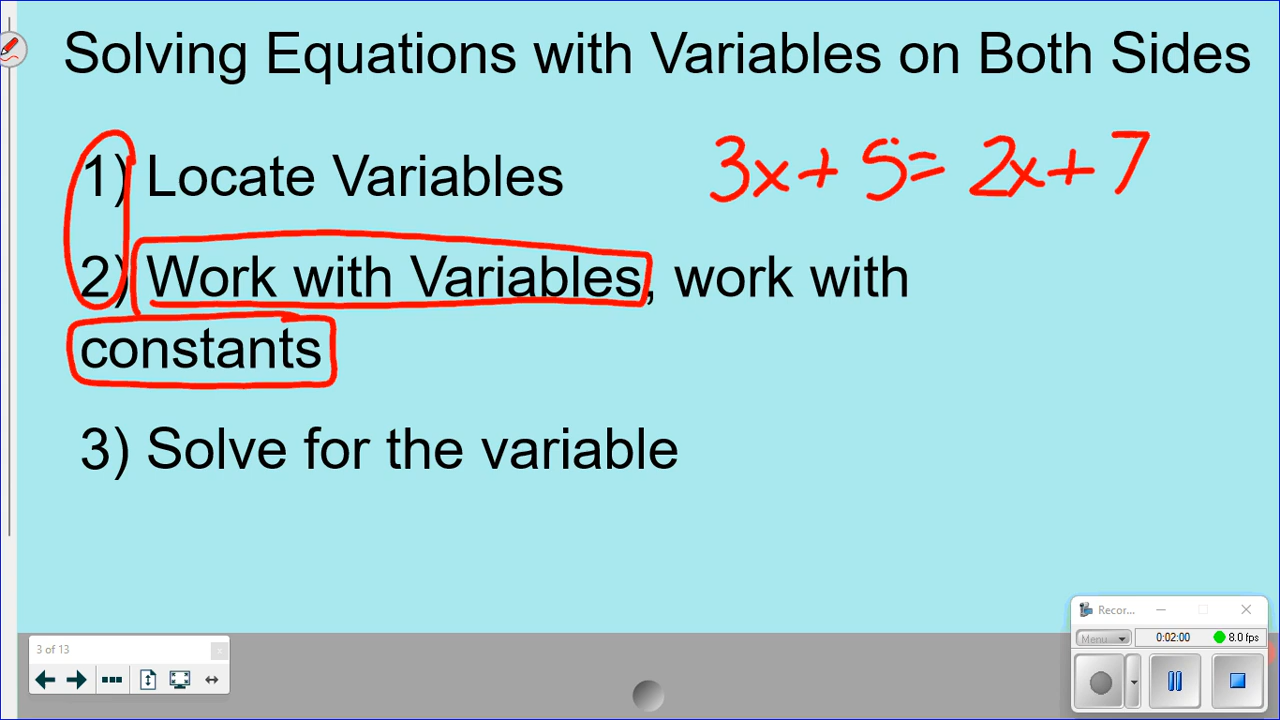 Solving Equations with Variables on Both Sides
1) Locate Variables
3x + 5 = 2x + 7
2) Work with Variables, work with
constants
3) Solve for the variable
3 of 13
x
Recor...
Menu
0:02:00
8.0 fps